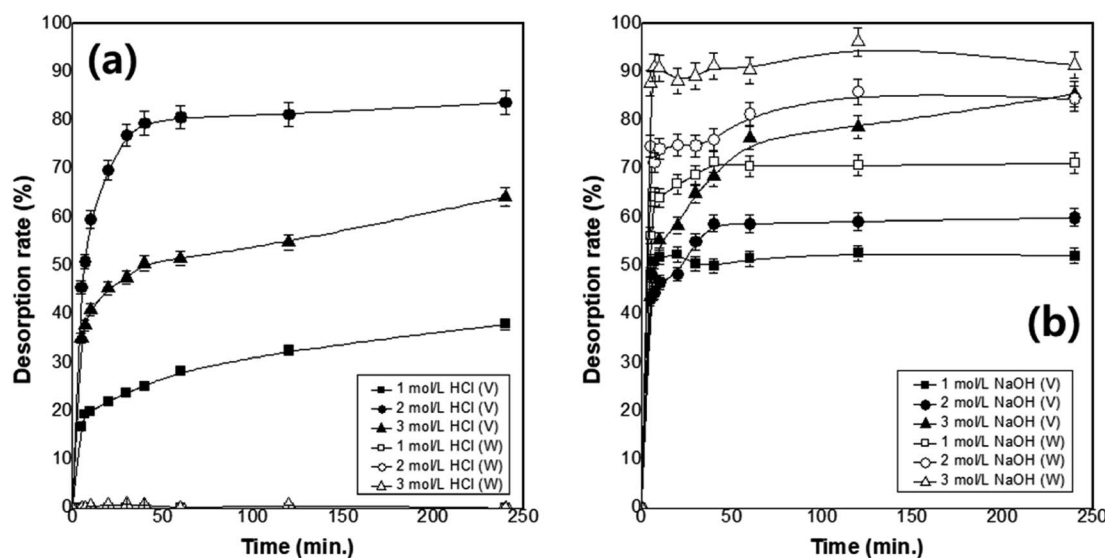 (a)
Desorption rate (%)
100
90
80
70
60
50
40
30
20
10
0
0 50 100 150 200 250
Time (min.)
1 mol/L HCl (V)
2 mol/L HCl (V)
3 mol/L HCl (V)
1 mol/L HCl (W)
2 mol/L HCl (W)
3 mol/L HCl (W)
(b)
Desorption rate (%)
100
90
80
70
60
50
40
30
20
10
0
0 50 100 150 200 250
Time (min.)
1 mol/L NaOH (V)
2 mol/L NaOH (V)
3 mol/L NaOH (V)
1 mol/L NaOH (W)
2 mol/L NaOH (W)
3 mol/L NaOH (W)